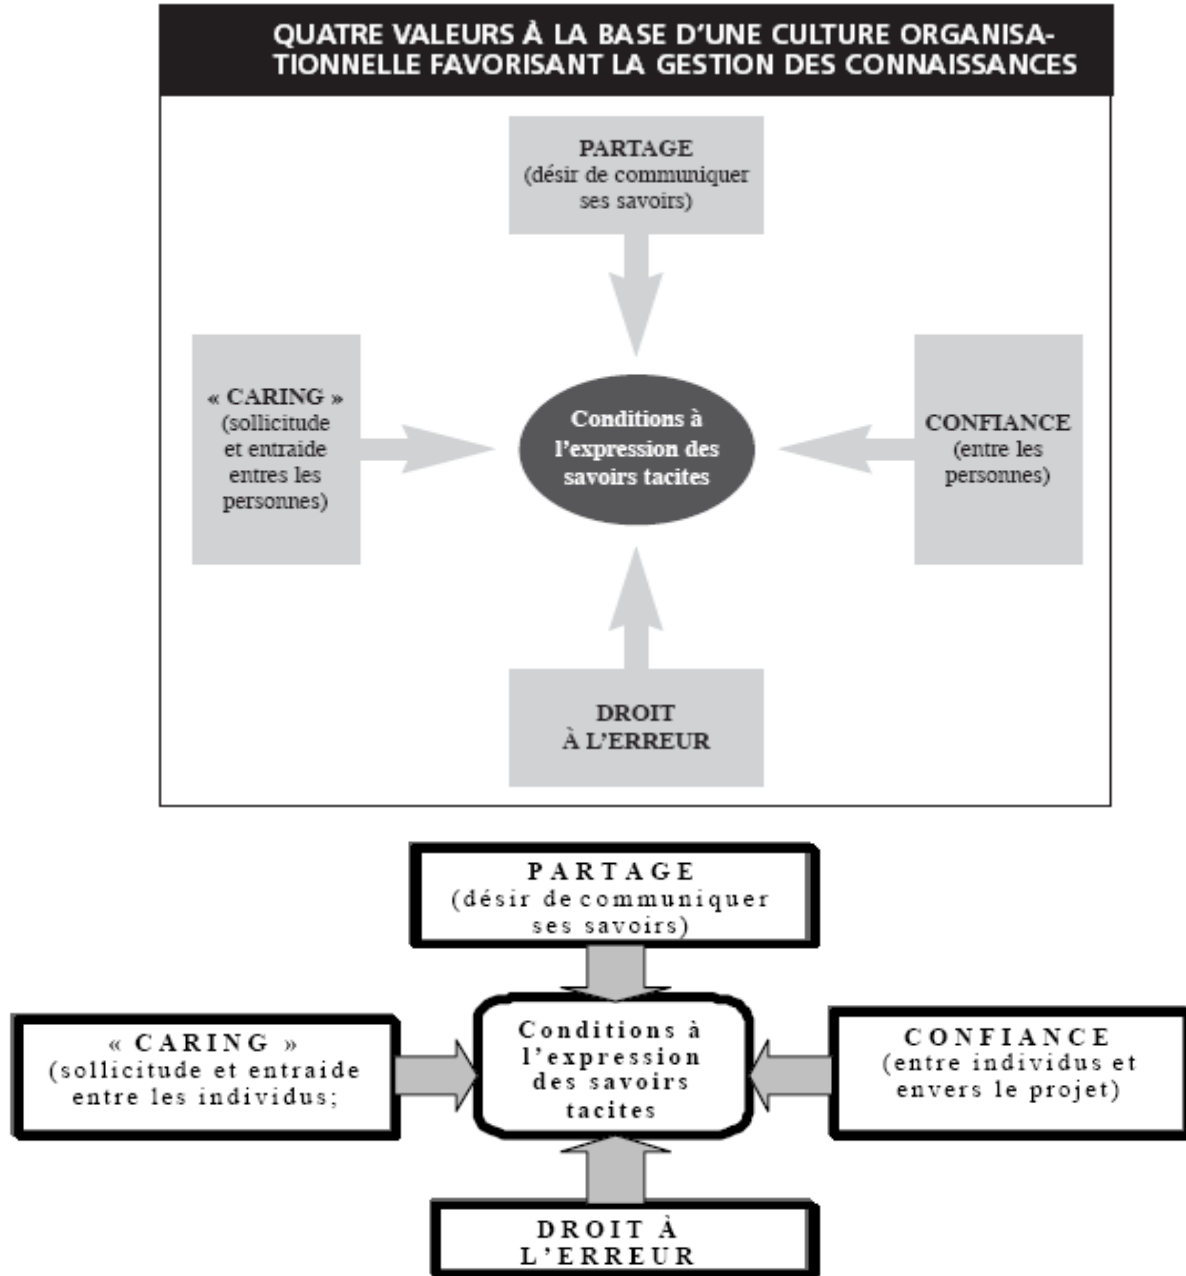 QUATRE VALEURS À LA BASE D'UNE CULTURE ORGANISA-
TIONNELLE FAVORISANT LA GESTION DES CONNAISSANCES
PARTAGE
(désir de communiquer
ses savoirs)
« CARING »
(sollicitude
et entraide
entres les
personnes)
Conditions à
l'expression des
savoirs tacites
CONFIANCE
(entre les
personnes)
DROIT
À L'ERREUR
PARTAGE
(désir de communiquer
ses savoirs)
« CARING »
(sollicitude et entraide
entre les individus;
Conditions à
l'expression
des savoirs
tacites
CONFIANCE
(entre individus et
envers le projet)
DROIT À
L'ERREUR